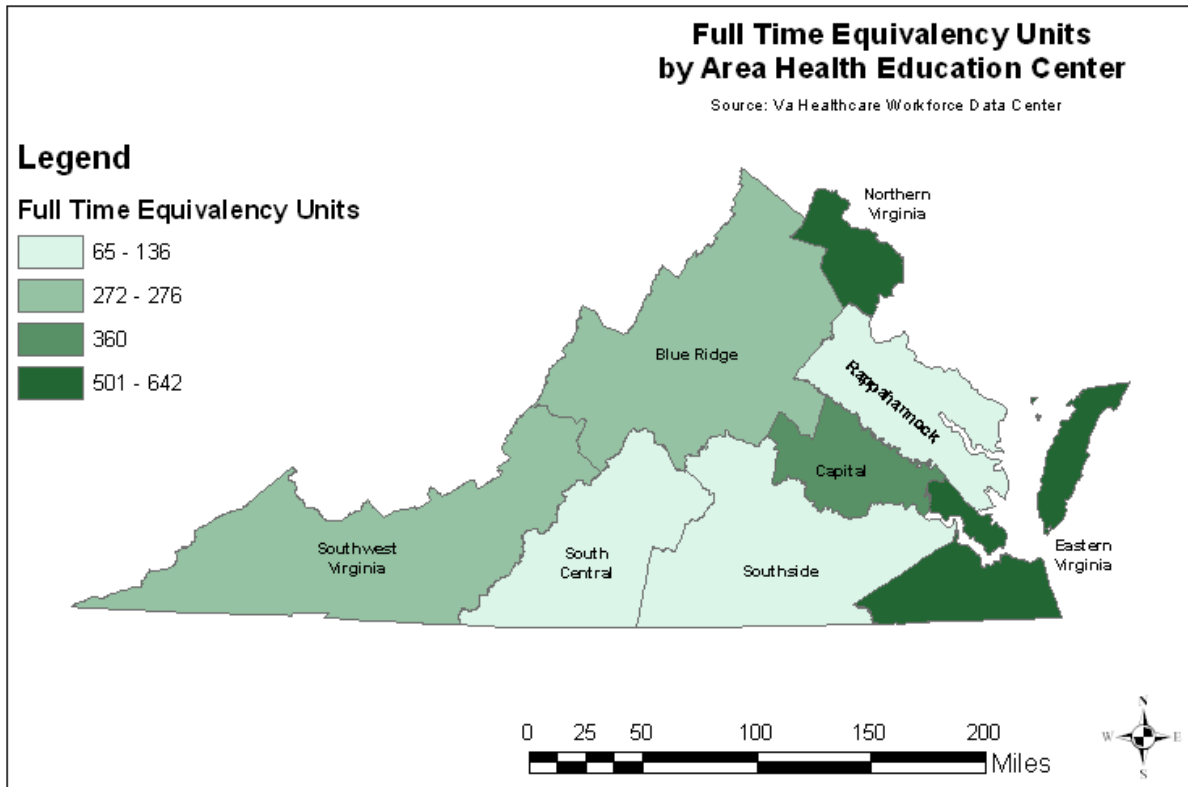 Full Time Equivalency Units
by Area Health Education Center
Source: Va Healthcare Workforce Data Center
Legend
Full Time Equivalency Units
65 - 136
272 - 276
360
501 - 642
Northern
Virginia
Blue Ridge
Rappahannock
Capital
Southwest
Virginia
South
Central
Southside
Eastern
Virginia
0 25 50 100 150 200
Miles
N
W E
S